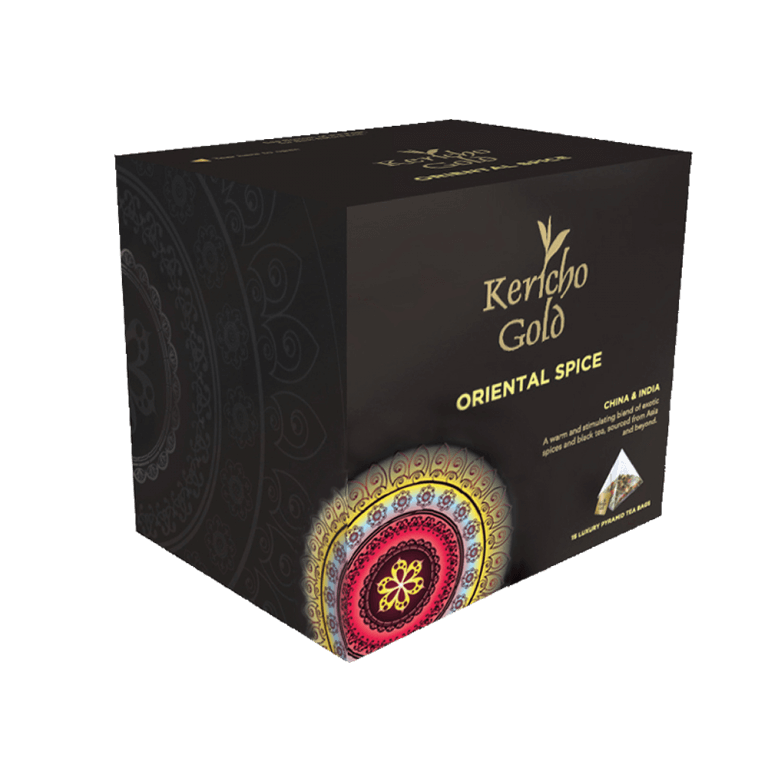 Kericho
Gold
ORIENTAL SPICE
Kericho
Gold
ORIENTAL SPICE
CHINA & INDIA
A warm and stimulating blend of exotic
spices and black tea, sourced from Asia
and beyond.
15 LUXURY PYRAMID TEA BAGS